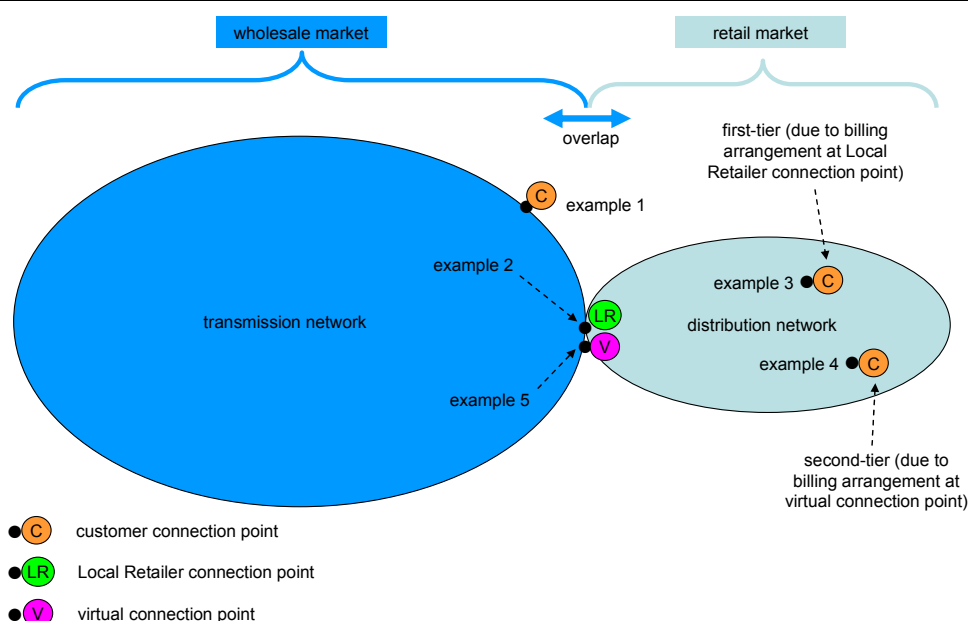 wholesale market
retail market
overlap
first-tier (due to billing
arrangement at Local
Retailer connection point)
C
example 1
example 2
example 3
C
LR
transmission network
distribution network
V
example 4
C
example 5
second-tier (due to
billing arrangement at
virtual connection point)
C
customer connection point
LR
Local Retailer connection point
V
virtual connection point